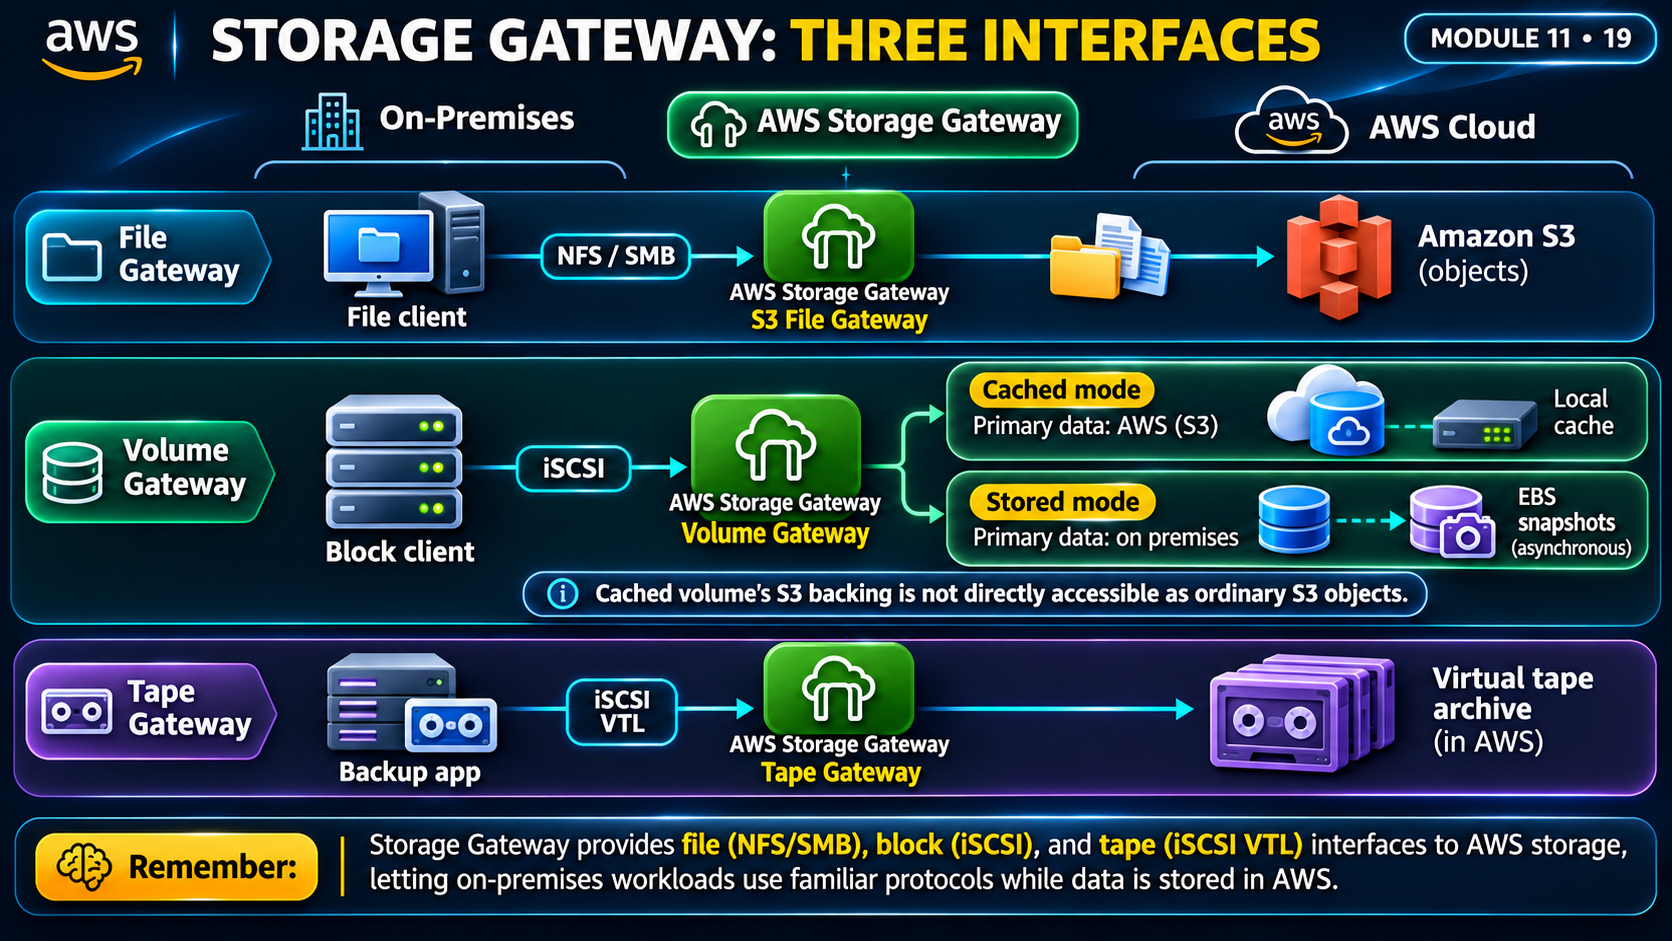 aws
STORAGE GATEWAY: THREE INTERFACES
MODULE 11 • 19
On-Premises
AWS Storage Gateway
aws
AWS Cloud
File
Gateway
File client
NFS / SMB
AWS Storage Gateway
S3 File Gateway
Amazon S3
(objects)
Volume
Gateway
Block client
iSCSI
AWS Storage Gateway
Volume Gateway
Cached mode
Primary data: AWS (S3)
Local
cache
Stored mode
Primary data: on premises
EBS
snapshots
(asynchronous)
i
Cached volume's S3 backing is not directly accessible as ordinary S3 objects.
Tape
Gateway
Backup app
iSCSI
VTL
AWS Storage Gateway
Tape Gateway
Virtual tape
archive
(in AWS)
Remember:
Storage Gateway provides file (NFS/SMB), block (iSCSI), and tape (iSCSI VTL) interfaces to AWS storage,
letting on-premises workloads use familiar protocols while data is stored in AWS.